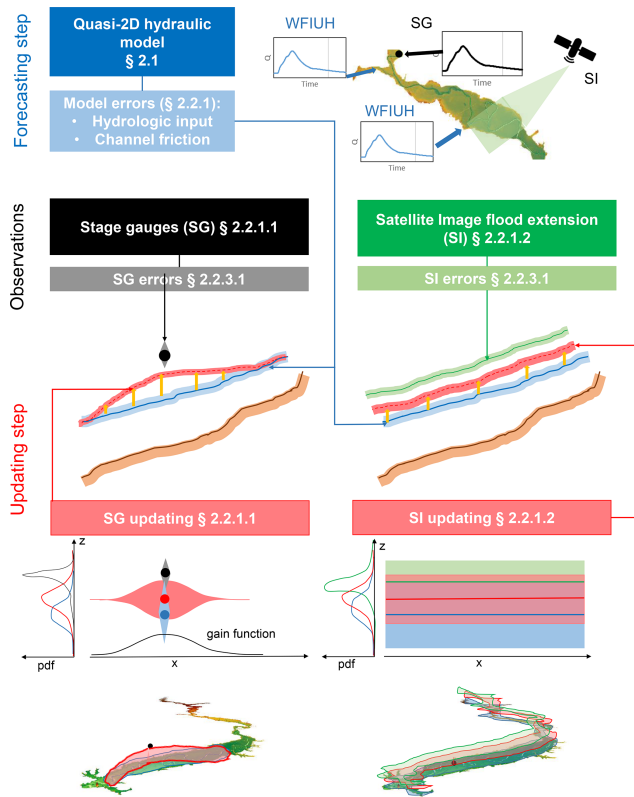 Forecasting step
Quasi-2D hydraulic
model
§ 2.1
Model errors (§ 2.2.1):
• Hydrologic input
• Channel friction
WFIUH
Time
SG
Q
Time
SI
WFIUH
Q
Time
Observations
Stage gauges (SG) § 2.2.1.1
SG errors § 2.2.3.1
Satellite Image flood extension
(SI) § 2.2.1.2
SI errors § 2.2.3.1
Updating step
SG updating § 2.2.1.1
SI updating § 2.2.1.2
z
gain function
pdf
x
z
pdf
x